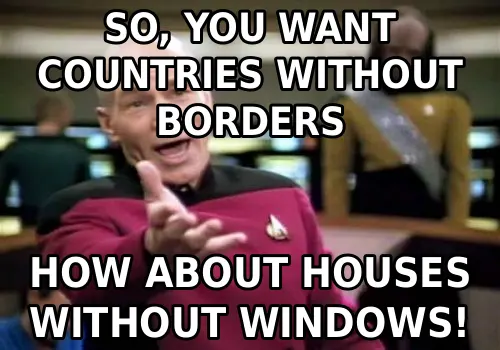 SO, YOU WANT
COUNTRIES WITHOUT
BORDERS
HOW ABOUT HOUSES
WITHOUT WINDOWS!